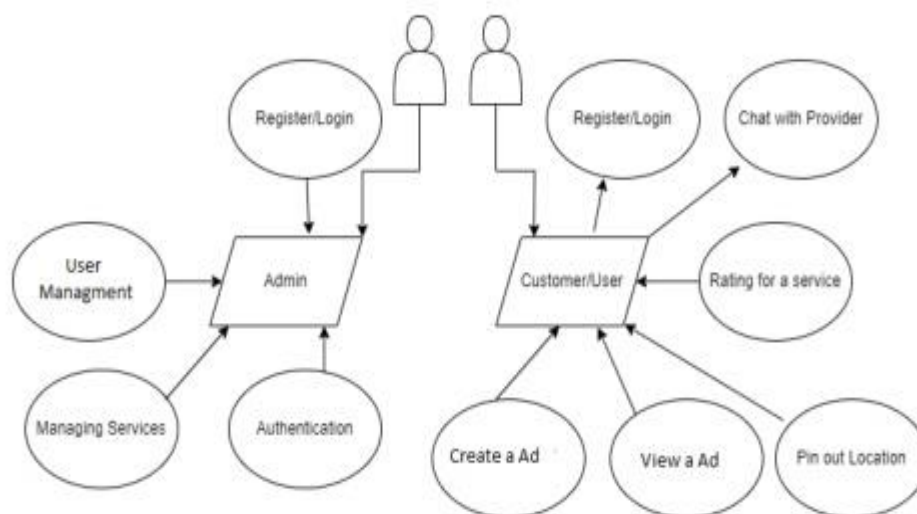 Register/Login
Register/Login
Chat with Provider
User
Managment
Admin
Customer/User
Rating for a service
Managing Services
Authentication
Create a Ad
View a Ad
Pin out Location